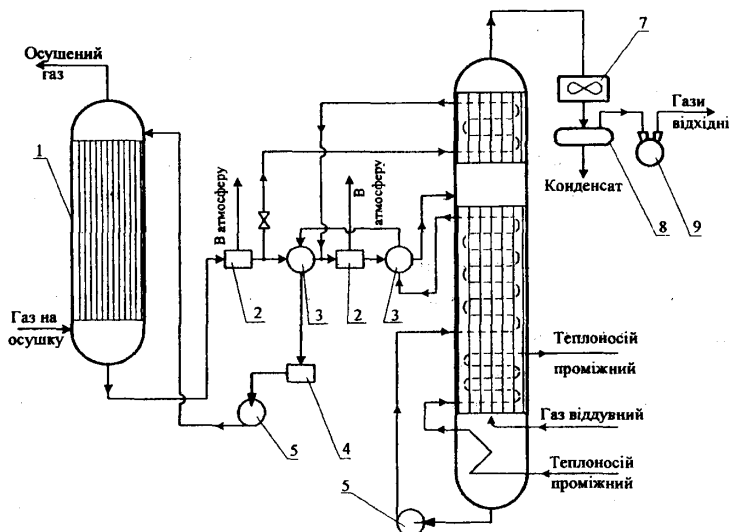 Осушений
газ
7
Гази
відхідні
1
Конденсат
8
9
В атмосферу
В
атмосферу
2
3
2
3
Газ на
осушку
Теплоносій
проміжний
5
4
Газ віддувний
Теплоносій
проміжний
5